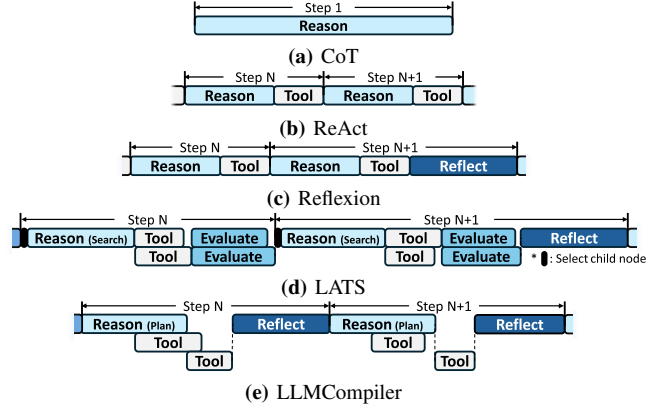 Step 1
Reason
(a) CoT
Step N Step N+1
Reason Tool Reason Tool
(b) ReAct
Step N Step N+1
Reason Tool Reason Tool Reflect
(c) Reflexion
Step N Step N+1
Reason (Search) Tool Evaluate Reason (Search) Tool Evaluate Reflect
Tool Evaluate Tool Evaluate * : Select child node
(d) LATS
Step N Step N+1
Reason (Plan) Reflect Reason (Plan) Reflect
Tool Tool
Tool Tool
(e) LLMCompiler